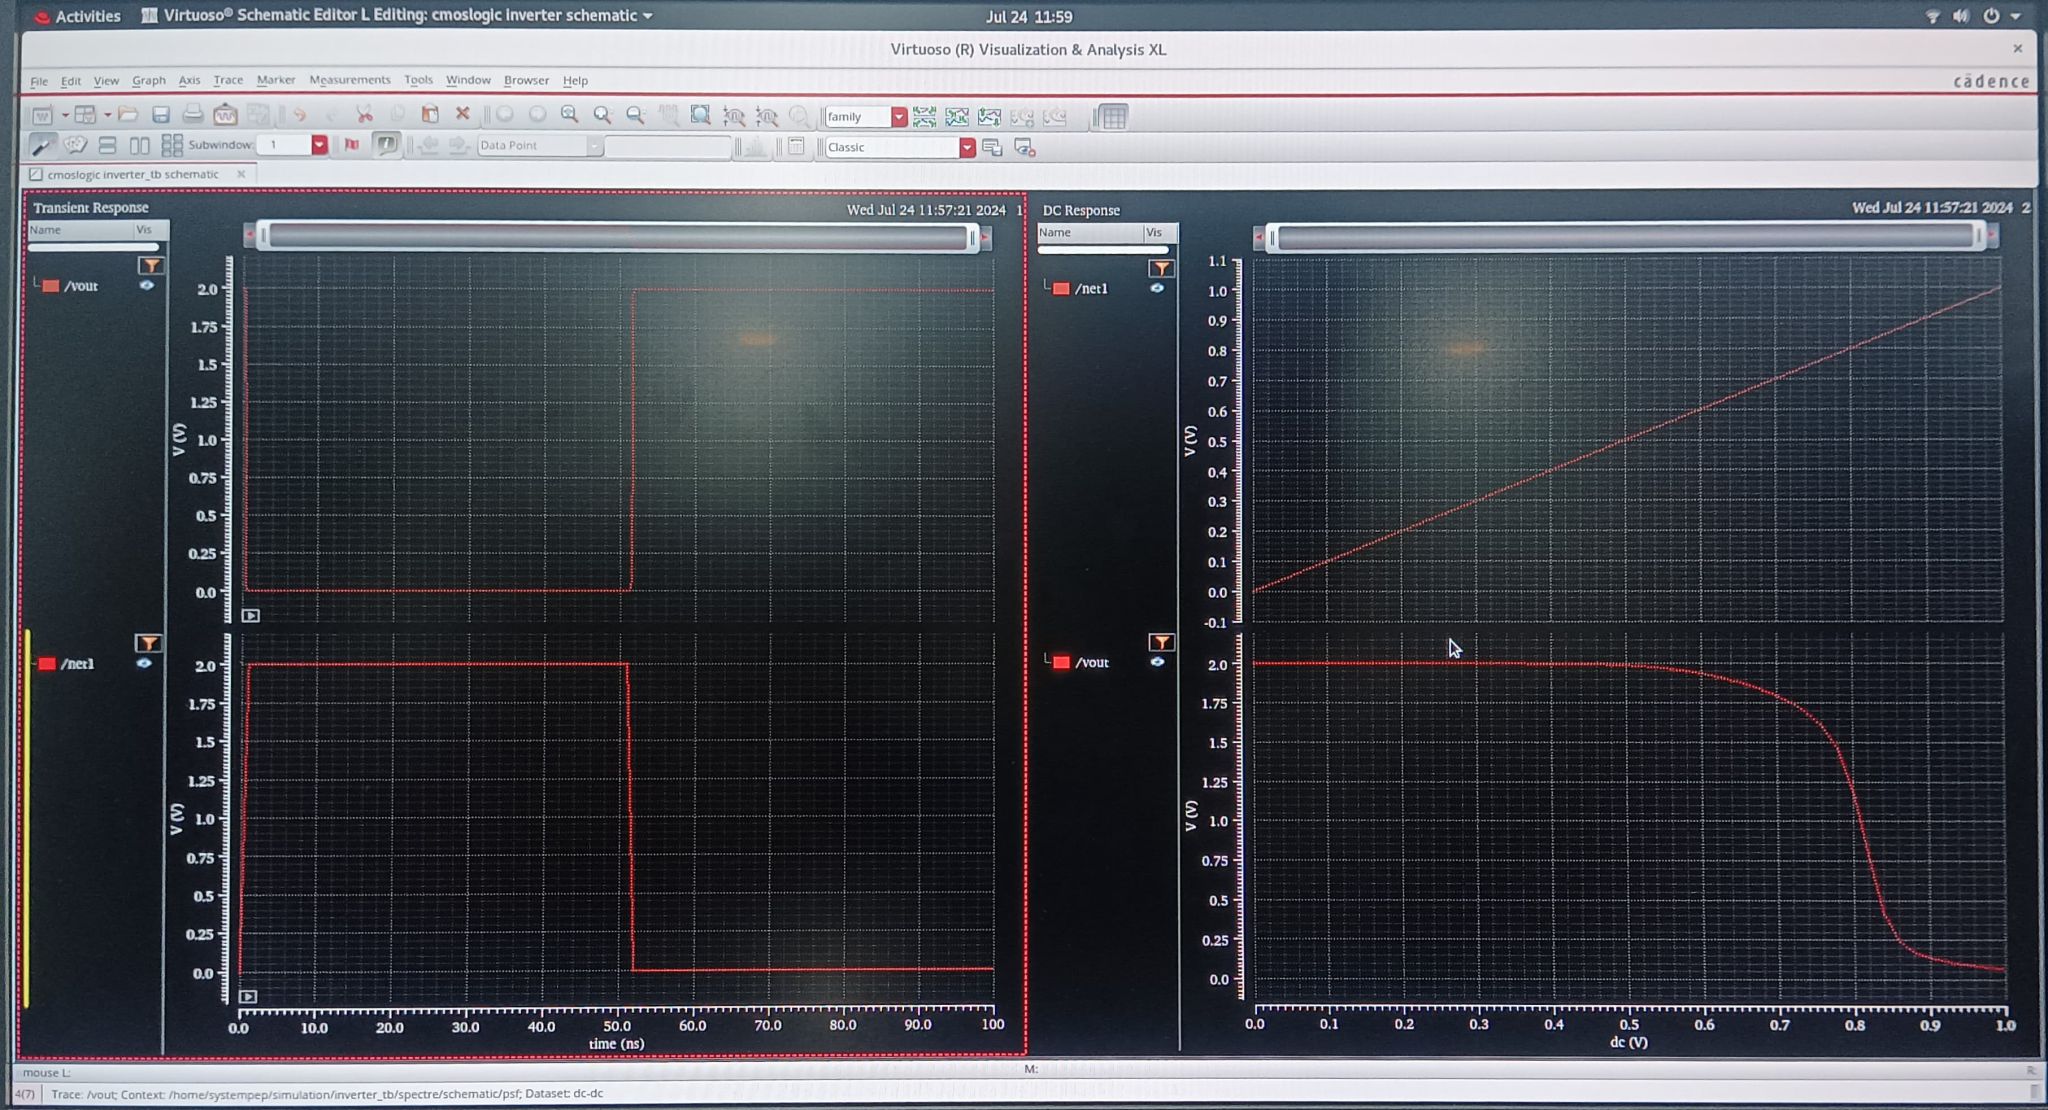 Activities Virtuoso® Schematic Editor L Editing: cmoslogic inverter schematic Jul 24 11:59
Virtuoso (R) Visualization & Analysis XL
File Edit View Graph Axis Trace Marker Measurements Tools Window Browser Help cādence
family
Subwindow: 1 Data Point Classic
cmoslogic inverter_tb schematic
Transient Response Wed Jul 24 11:57:21 2024 1
Name Vis
/vout
2.0
1.75
1.5
1.25
1.0
0.75
0.5
0.25
0.0
V (V)
/net1
2.0
1.75
1.5
1.25
1.0
0.75
0.5
0.25
0.0
V (V)
0.0 10.0 20.0 30.0 40.0 50.0 60.0 70.0 80.0 90.0 100
time (ns)
DC Response Wed Jul 24 11:57:21 2024 2
Name Vis
/net1
1.1
1.0
0.9
0.8
0.7
0.6
0.5
0.4
0.3
0.2
0.1
0.0
-0.1
V (V)
/vout
2.0
1.75
1.5
1.25
1.0
0.75
0.5
0.25
0.0
V (V)
0.0 0.1 0.2 0.3 0.4 0.5 0.6 0.7 0.8 0.9 1.0
dc (V)
mouse L: M: R:
4(7) Trace: /vout; Context: /home/systempep/simulation/inverter_tb/spectre/schematic/psf; Dataset: dc-dc